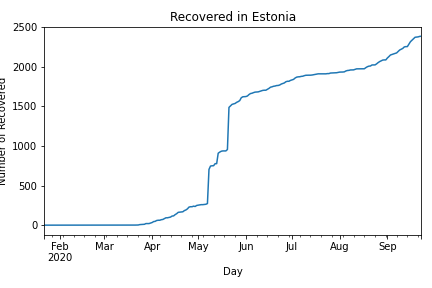 Recovered in Estonia
Number of Recovered
2500
2000
1500
1000
500
0
Feb
2020
Mar
Apr
May
Jun
Jul
Aug
Sep
Day